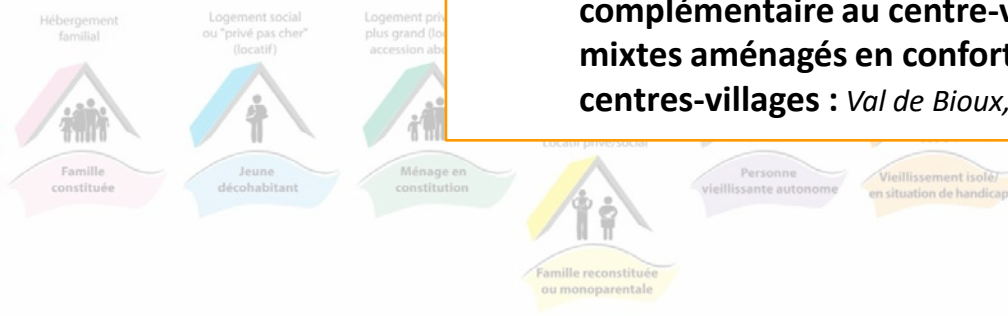 complémentaire au centre-v
mixtes aménagés en confort
centres-villages : Val de Bioux,
Hébergement
familial
Logement social
ou "privé pas cher"
(locatif)
Logement priv
plus grand (lo
accession abo
Locatif privé/social
Famille
constituée
Jeune
décohabitant
Ménage en
constitution
Famille reconstituée
ou monoparentale
Personne
vieillissante autonome
Vieillissement isolé/
en situation de handicap